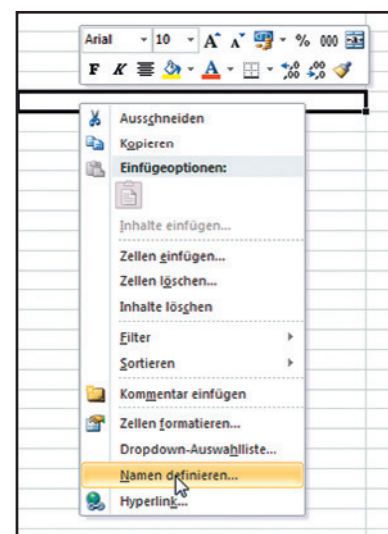 Arial 10 A A % 000
F K A ,00 ,00
Ausschneiden
Kopieren
Einfügeoptionen:
Inhalte einfügen...
Zellen einfügen...
Zellen löschen...
Inhalte löschen
Filter
Sortieren
Kommentar einfügen
Zellen formatieren...
Dropdown-Auswahlliste...
Namen definieren...
Hyperlink...